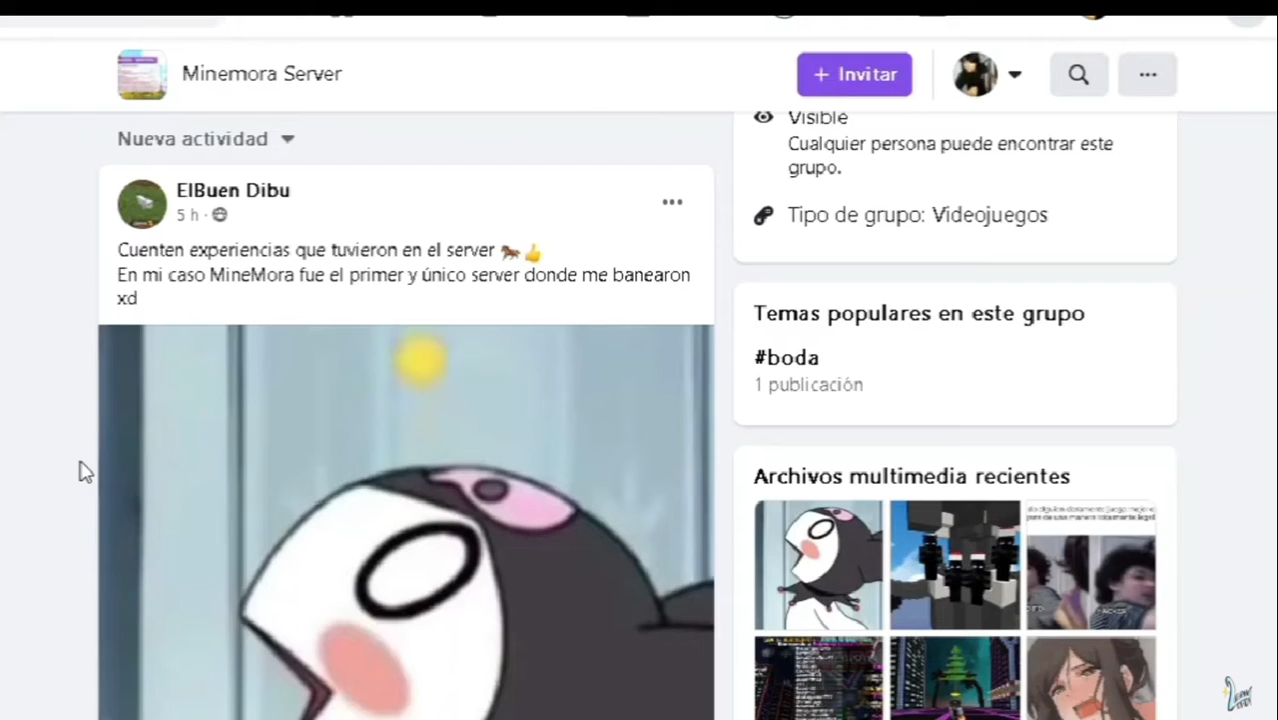 Minemora Server
+ Invitar
Nueva actividad
Visible
Cualquier persona puede encontrar este
grupo.
Tipo de grupo: Videojuegos
ElBuen Dibu
5 h ·
Cuenten experiencias que tuvieron en el server 🐎👍
En mi caso MineMora fue el primer y único server donde me banearon
xd
Temas populares en este grupo
#boda
1 publicación
Archivos multimedia recientes